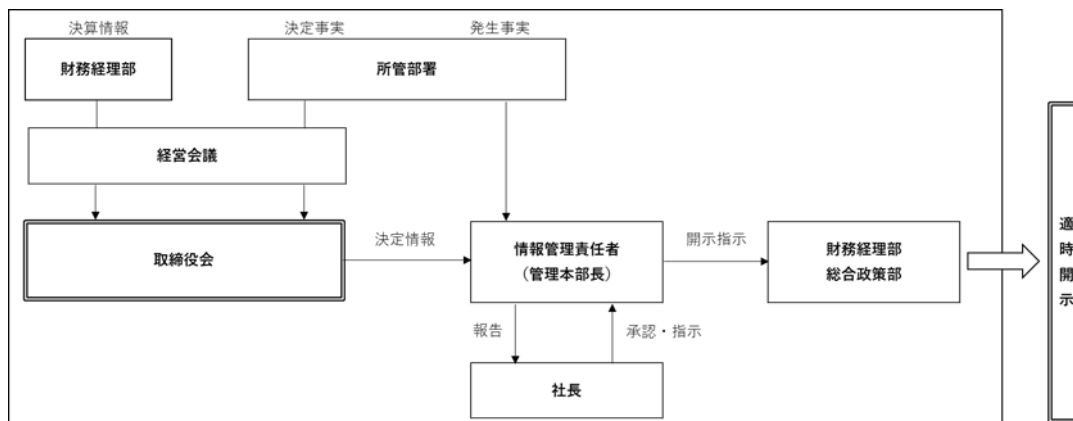 決算情報
決定事実
発生事実
財務経理部
所管部署
経営会議
取締役会
決定情報
情報管理責任者
（管理本部長）
開示指示
財務経理部
総合政策部
適
時
開
示
報告
承認・指示
社長